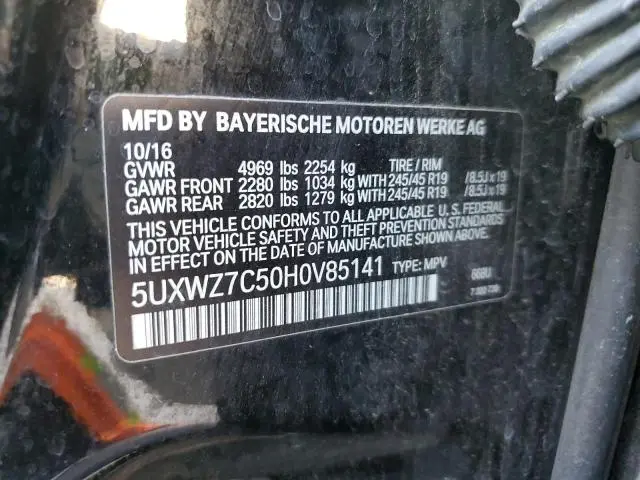 MFD BY BAYERISCHE MOTOREN WERKE AG
10/16
GVWR 4969 lbs 2254 kg TIRE / RIM
GAWR FRONT 2280 lbs 1034 kg WITH 245/45 R19 /8.5J x 19
GAWR REAR 2820 lbs 1279 kg WITH 245/45 R19 /8.5J x 19
THIS VEHICLE CONFORMS TO ALL APPLICABLE U. S. FEDERAL
MOTOR VEHICLE SAFETY AND THEFT PREVENTION STANDARDS
IN EFFECT ON THE DATE OF MANUFACTURE SHOWN ABOVE.
5UXWZ7C50H0V85141 TYPE: MPV 668U